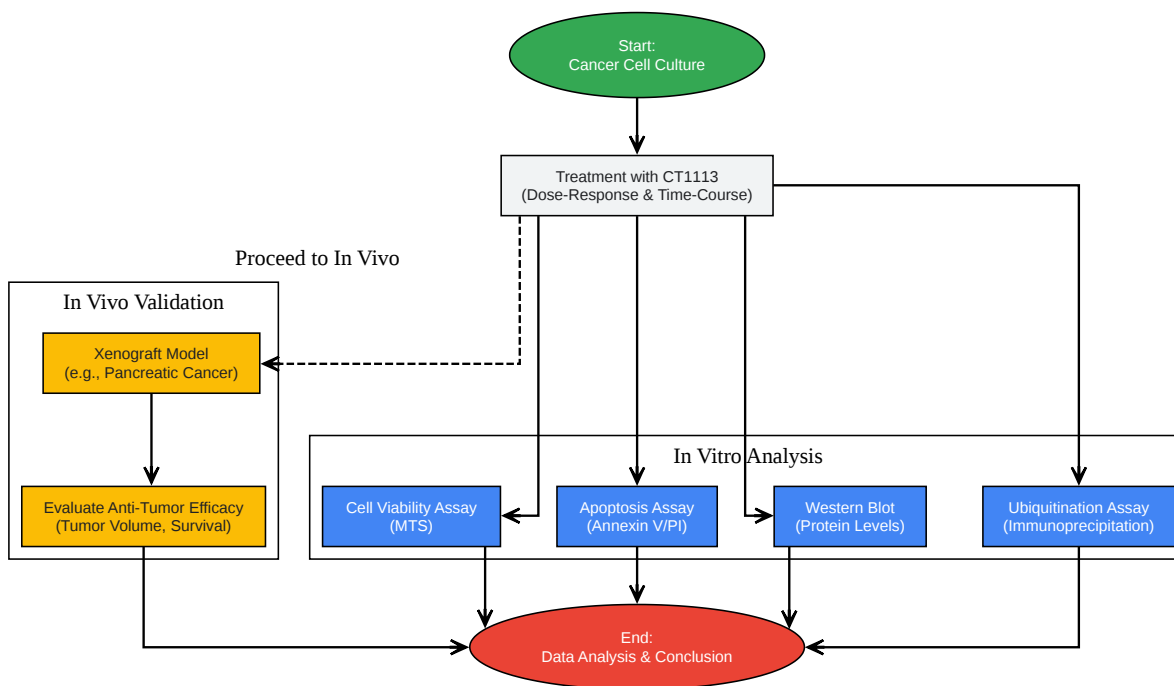 Start:
Cancer Cell Culture
Treatment with CT1113
(Dose-Response & Time-Course)
Proceed to In Vivo
In Vivo Validation
Xenograft Model
(e.g., Pancreatic Cancer)
Evaluate Anti-Tumor Efficacy
(Tumor Volume, Survival)
In Vitro Analysis
Cell Viability Assay
(MTS)
Apoptosis Assay
(Annexin V/PI)
Western Blot
(Protein Levels)
Ubiquitination Assay
(Immunoprecipitation)
End:
Data Analysis & Conclusion